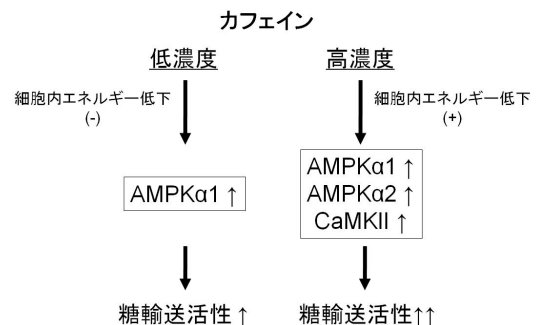 カフェイン
低濃度
高濃度
細胞内エネルギー低下
(-)
細胞内エネルギー低下
(+)
AMPKα1 ↑
AMPKα1 ↑
AMPKα2 ↑
CaMKII ↑
糖輸送活性 ↑
糖輸送活性↑↑